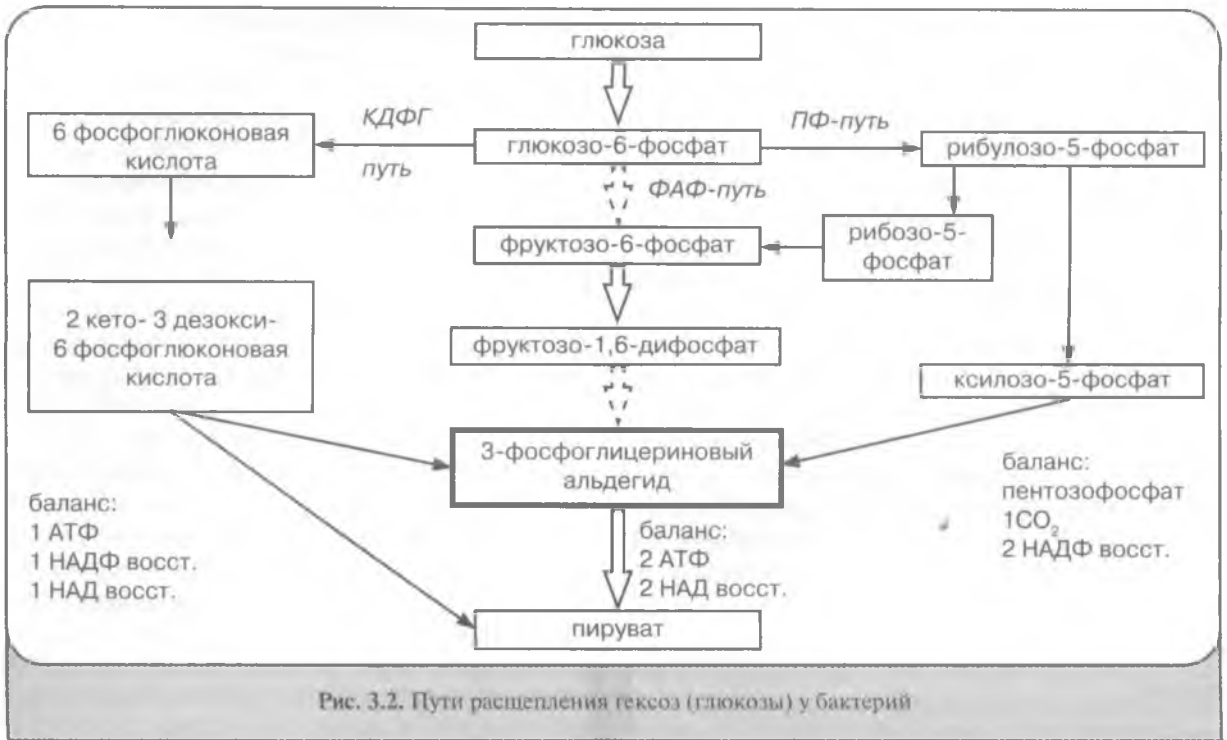 глюкоза
КДФГ
путь
6 фосфоглюконовая
кислота
глюкозо-6-фосфат
ПФ-путь
рибулозо-5-фосфат
ФАФ-путь
фруктозо-6-фосфат
рибозо-5-
фосфат
2 кето- 3 дезокси-
6 фосфоглюконовая
кислота
фруктозо-1,6-дифосфат
ксилозо-5-фосфат
3-фосфоглицериновый
альдегид
баланс:
1 АТФ
1 НАДФ восст.
1 НАД восст.
баланс:
2 АТФ
2 НАД восст.
баланс:
пентозофосфат
1CO₂
2 НАДФ восст.
пируват
Рис. 3.2. Пути расщепления гексоз (глюкозы) у бактерий